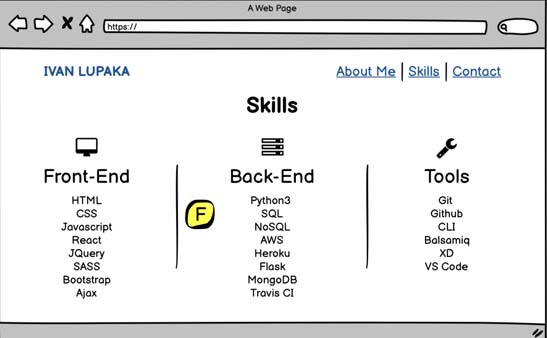 A Web Page
https://
IVAN LUPAKA
About Me | Skills | Contact
Skills
Front-End
HTML
CSS
Javascript
React
JQuery
SASS
Bootstrap
Ajax
F
Back-End
Python3
SQL
NoSQL
AWS
Heroku
Flask
MongoDB
Travis CI
Tools
Git
Github
CLI
Balsamiq
XD
VS Code